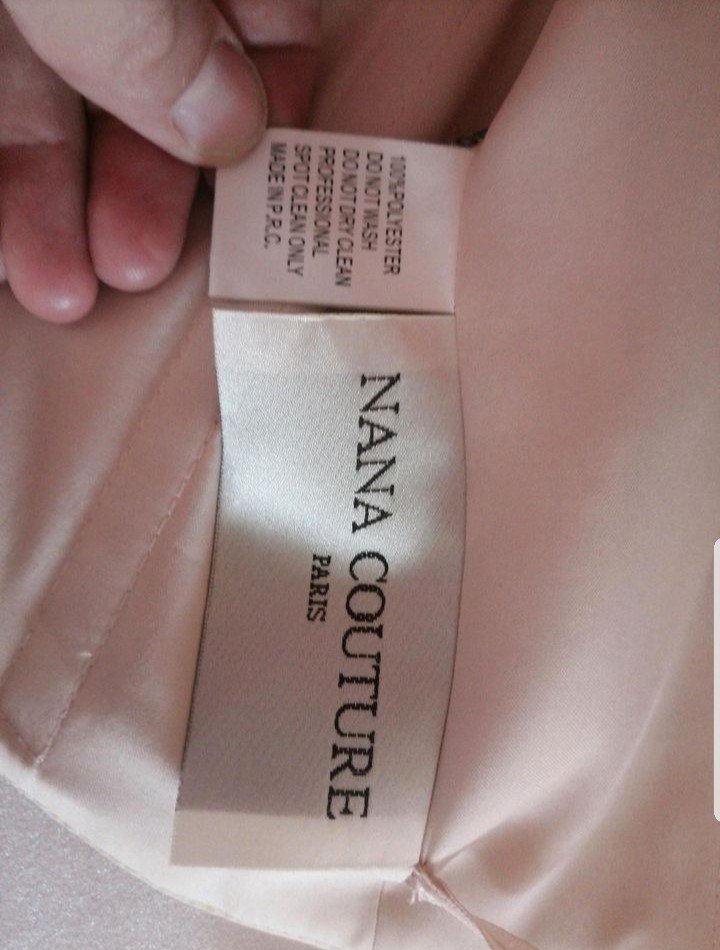 100%POLYESTER
DO NOT WASH
DO NOT DRY CLEAN
PROFESSIONAL
SPOT CLEAN ONLY
MADE IN P.R.C.
NANA COUTURE
PARIS